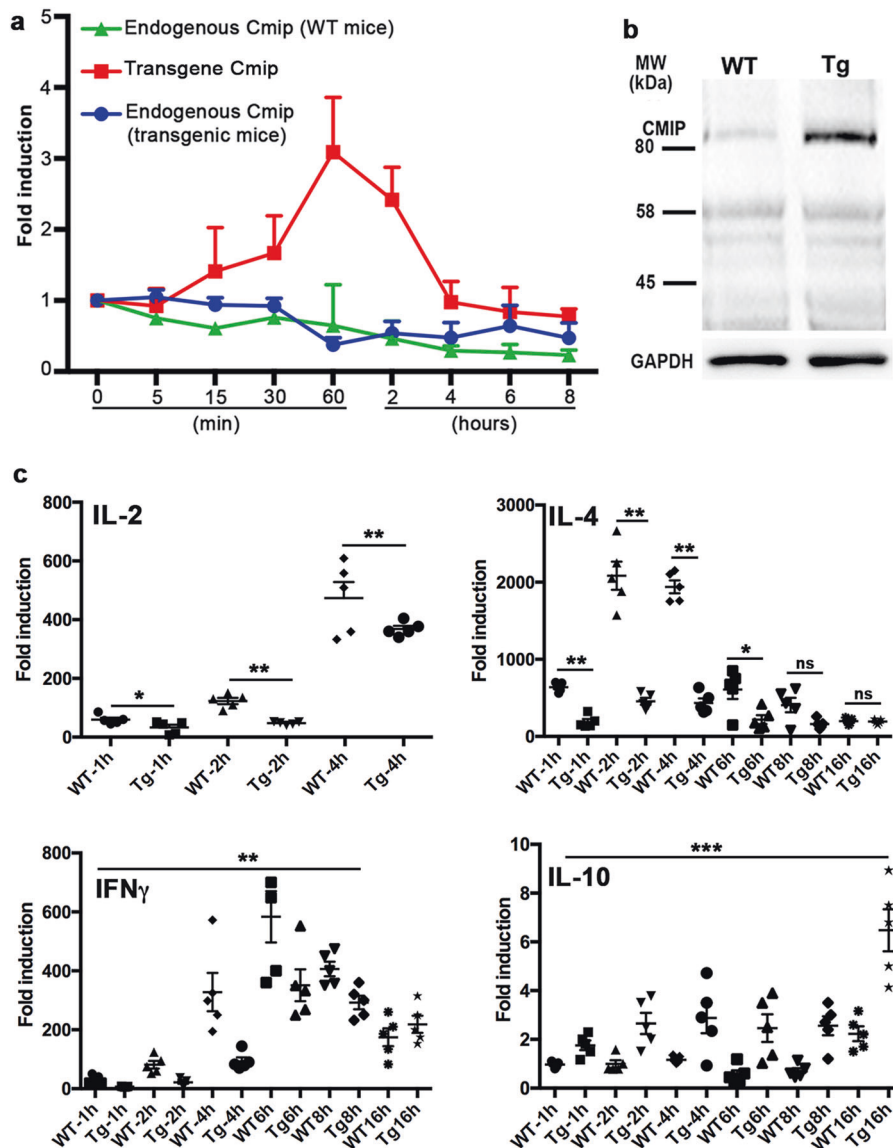 a
5
4
3
2
1
0
Fold induction
Endogenous Cmip (WT mice)
Transgene Cmip
Endogenous Cmip
(transgenic mice)
0 5 15 30 60 2 4 6 8
(min) (hours)
b
MW
(kDa)
WT Tg
CMIP
80
58
45
GAPDH
c
IL-2
Fold induction
800
600
400
200
0
* ** **
WT-1h Tg-1h WT-2h Tg-2h WT-4h Tg-4h
IL-4
Fold induction
3000
2000
1000
0
** ** ** * ns ns
WT-1h Tg-1h WT-2h Tg-2h WT-4h Tg-4h WT6h Tg6h WT8h Tg8h WT16h Tg16h
IFNγ
Fold induction
800
600
400
200
0
**
WT-1h Tg-1h WT-2h Tg-2h WT-4h Tg-4h WT6h Tg6h WT8h Tg8h WT16h Tg16h
IL-10
Fold induction
10
8
6
4
2
0
***
WT-1h Tg-1h WT-2h Tg-2h WT-4h Tg-4h WT6h Tg6h WT8h Tg8h WT16h Tg16h